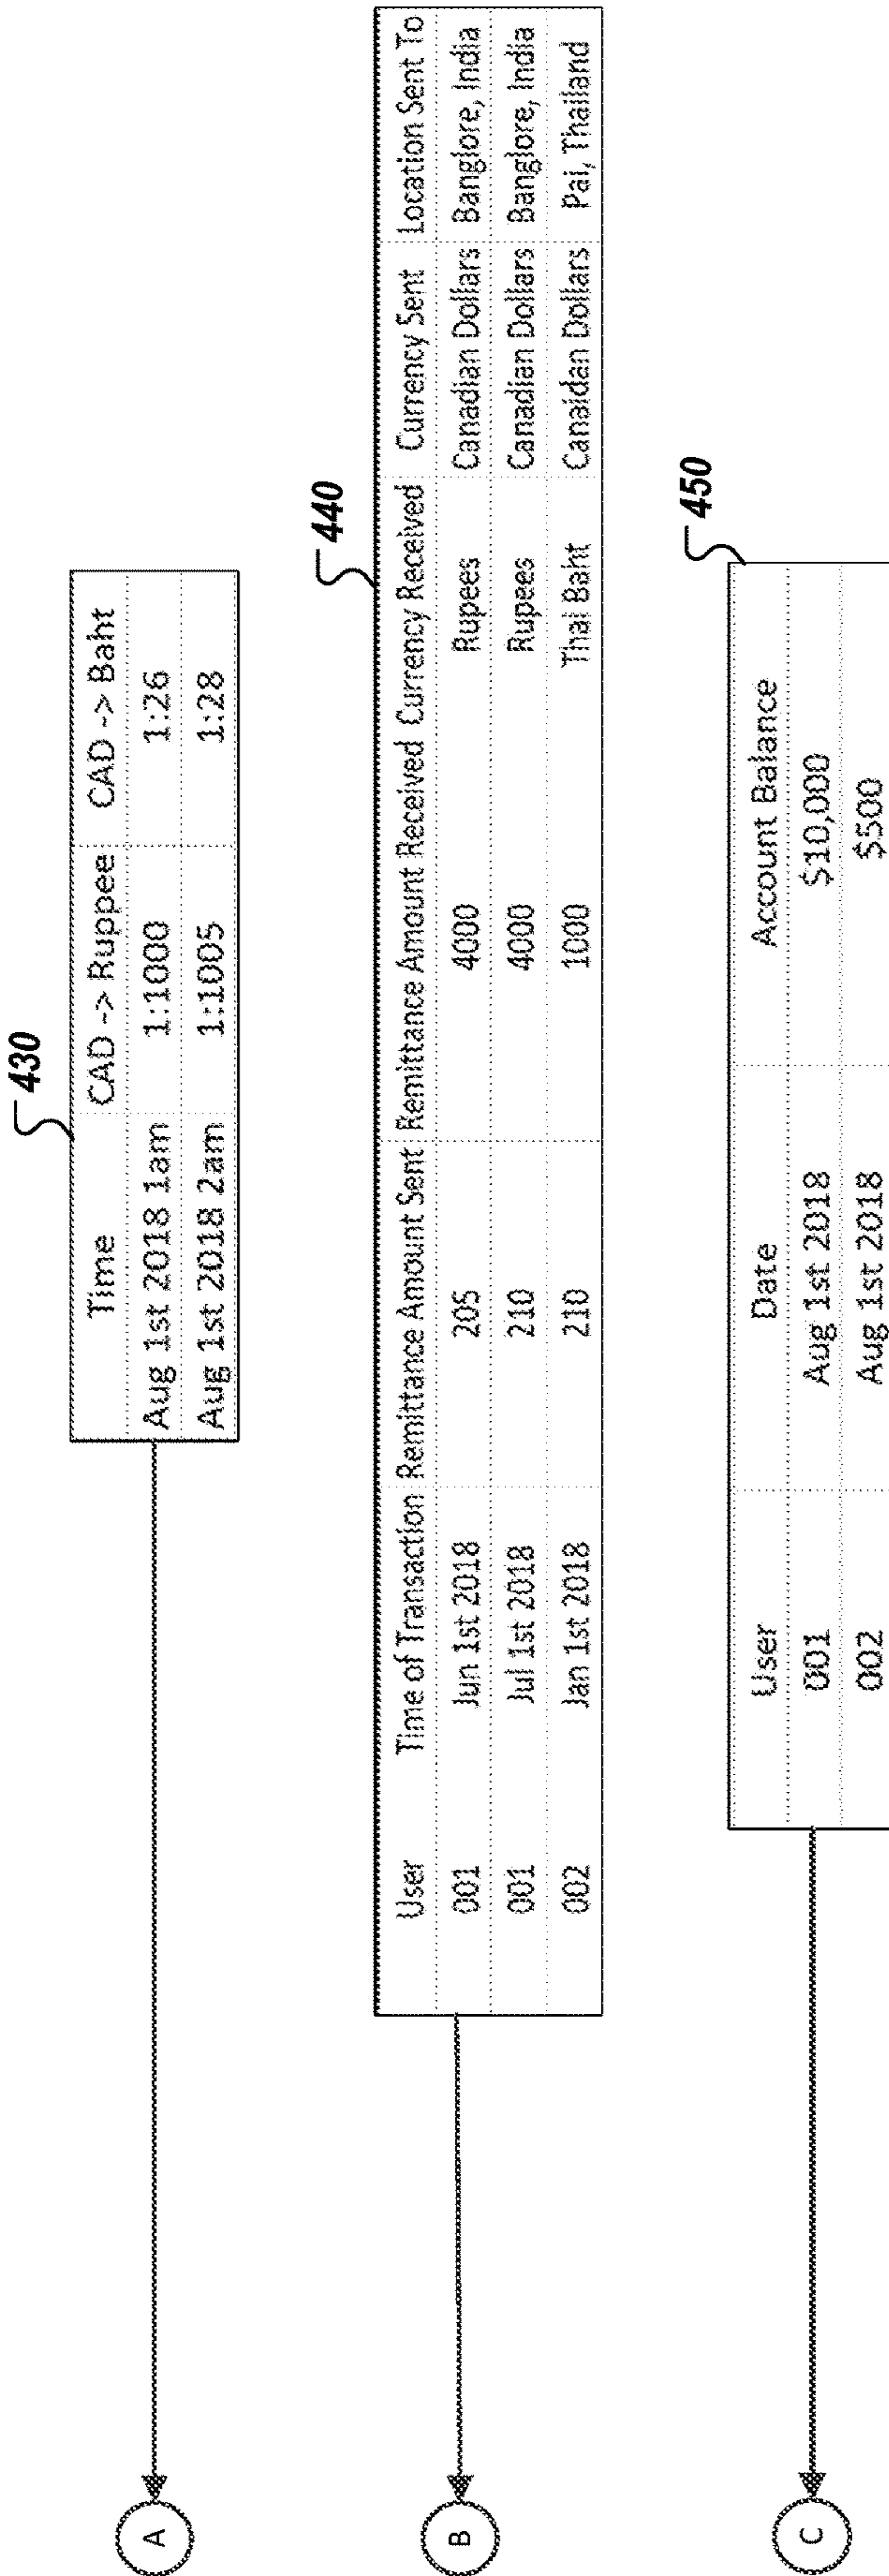 430
Time CAD -> Ruppee CAD -> Baht
Aug 1st 2018 1am 1:1000 1:26
Aug 1st 2018 2am 1:1005 1:28
A
440
User Time of Transaction Remittance Amount Sent Remittance Amount Received Currency Received Currency Sent Location Sent To
001 Jun 1st 2018 205 4000 Rupees Canadian Dollars Banglore, India
001 Jul 1st 2018 210 4000 Rupees Canadian Dollars Banglore, India
002 Jan 1st 2018 210 1000 Thai Baht Canaidan Dollars Pai, Thailand
B
450
User Date Account Balance
001 Aug 1st 2018 $10,000
002 Aug 1st 2018 $500
C